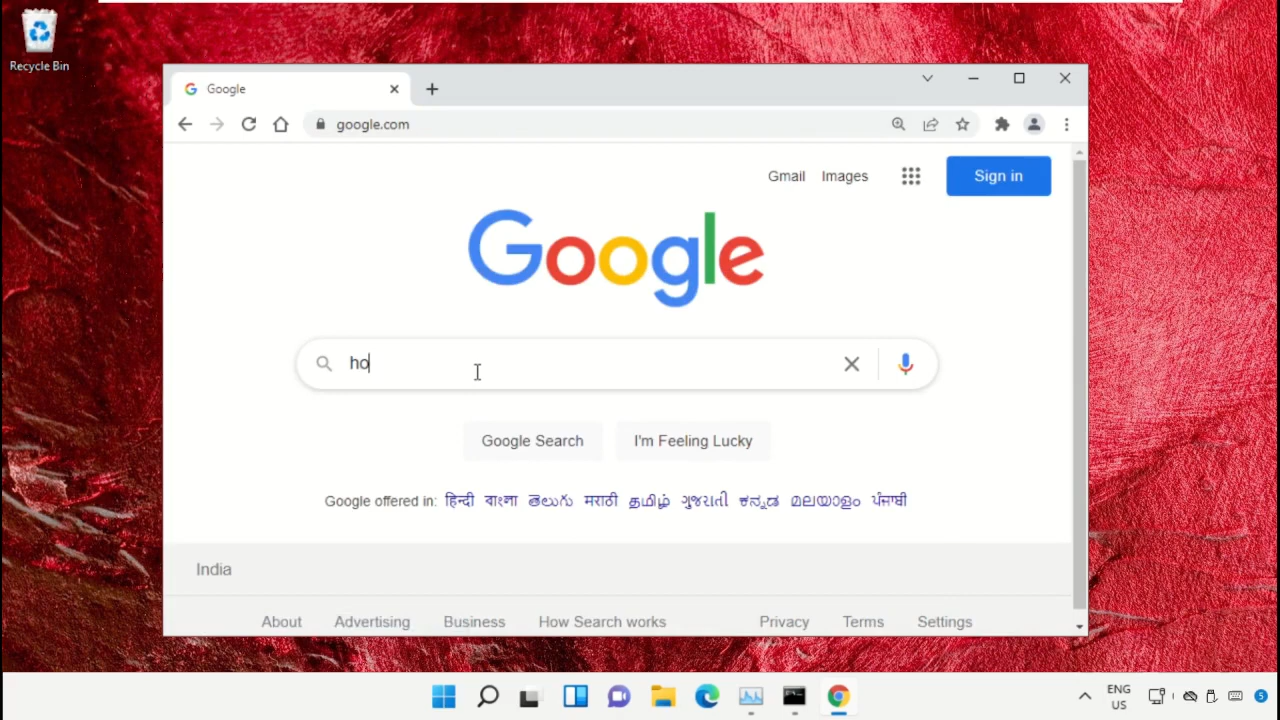 Recycle Bin
Google
google.com
Gmail Images Sign in
Google
ho
Google Search I'm Feeling Lucky
Google offered in: हिन्दी বাংলা తెలుగు मराठी தமிழ் ગુજરાતી ಕನ್ನಡ മലയാളം ਪੰਜਾਬੀ
India
About Advertising Business How Search works Privacy Terms Settings
ENG
US
5